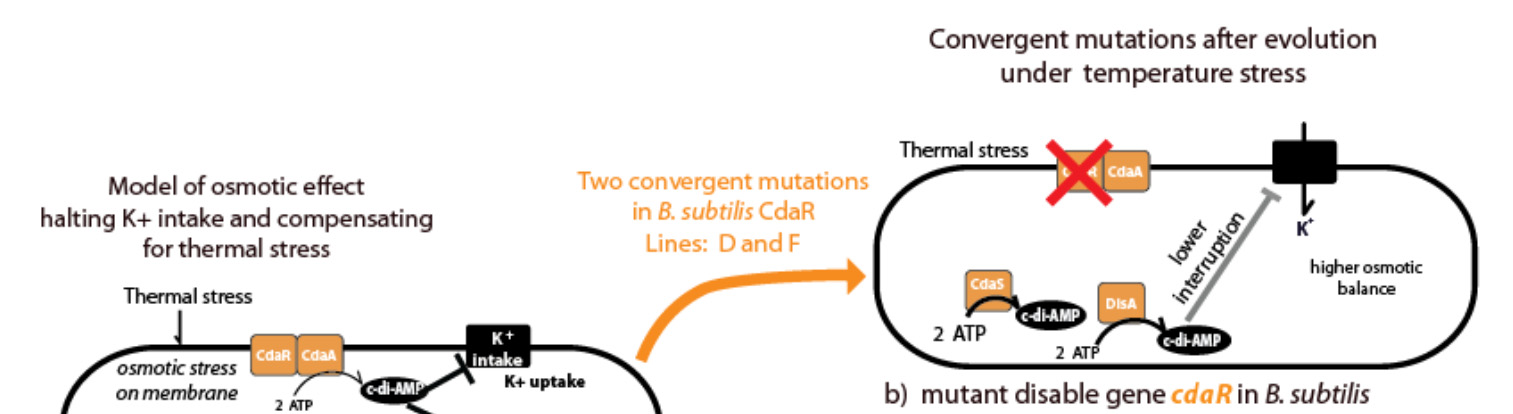 Convergent mutations after evolution
under temperature stress
Model of osmotic effect
halting K+ intake and compensating
for thermal stress
Two convergent mutations
in B. subtilis CdaR
Lines: D and F
Thermal stress
CdaA
K+
lower
interruption
higher osmotic
balance
CdaS
c-di-AMP
2 ATP
DisA
c-di-AMP
2 ATP
Thermal stress
osmotic stress
on membrane
CdaR
CdaA
2 ATP
c-di-AMP
K+
intake
K+ uptake
b) mutant disable gene cdaR in B. subtilis